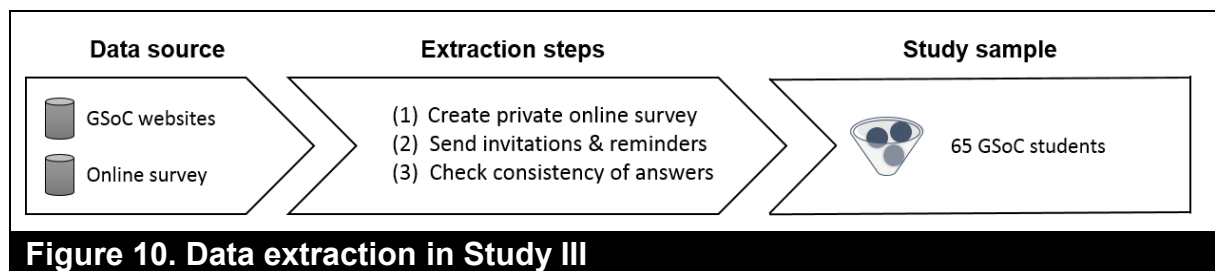 Data source
Extraction steps
Study sample
GSoC websites
Online survey
(1) Create private online survey
(2) Send invitations & reminders
(3) Check consistency of answers
65 GSoC students
Figure 10. Data extraction in Study III